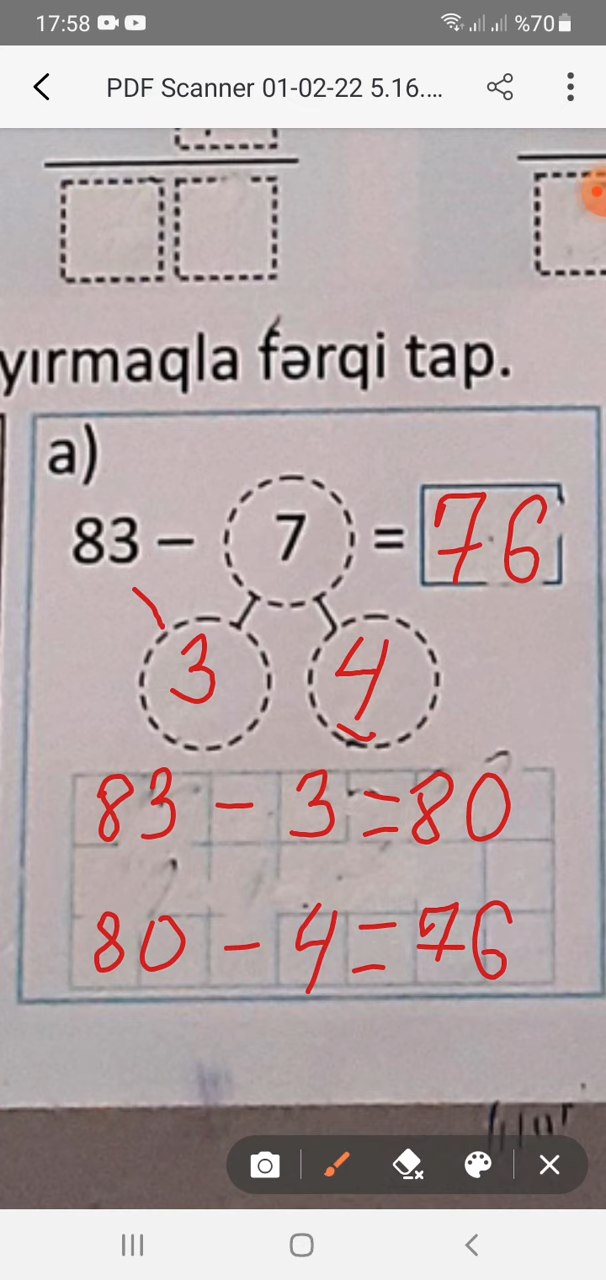 17:58 %70
PDF Scanner 01-02-22 5.16....
yırmaqla fərqi tap.
a)
83 – 7 = 76
3 4
83 - 3 = 80
80 - 4 = 76